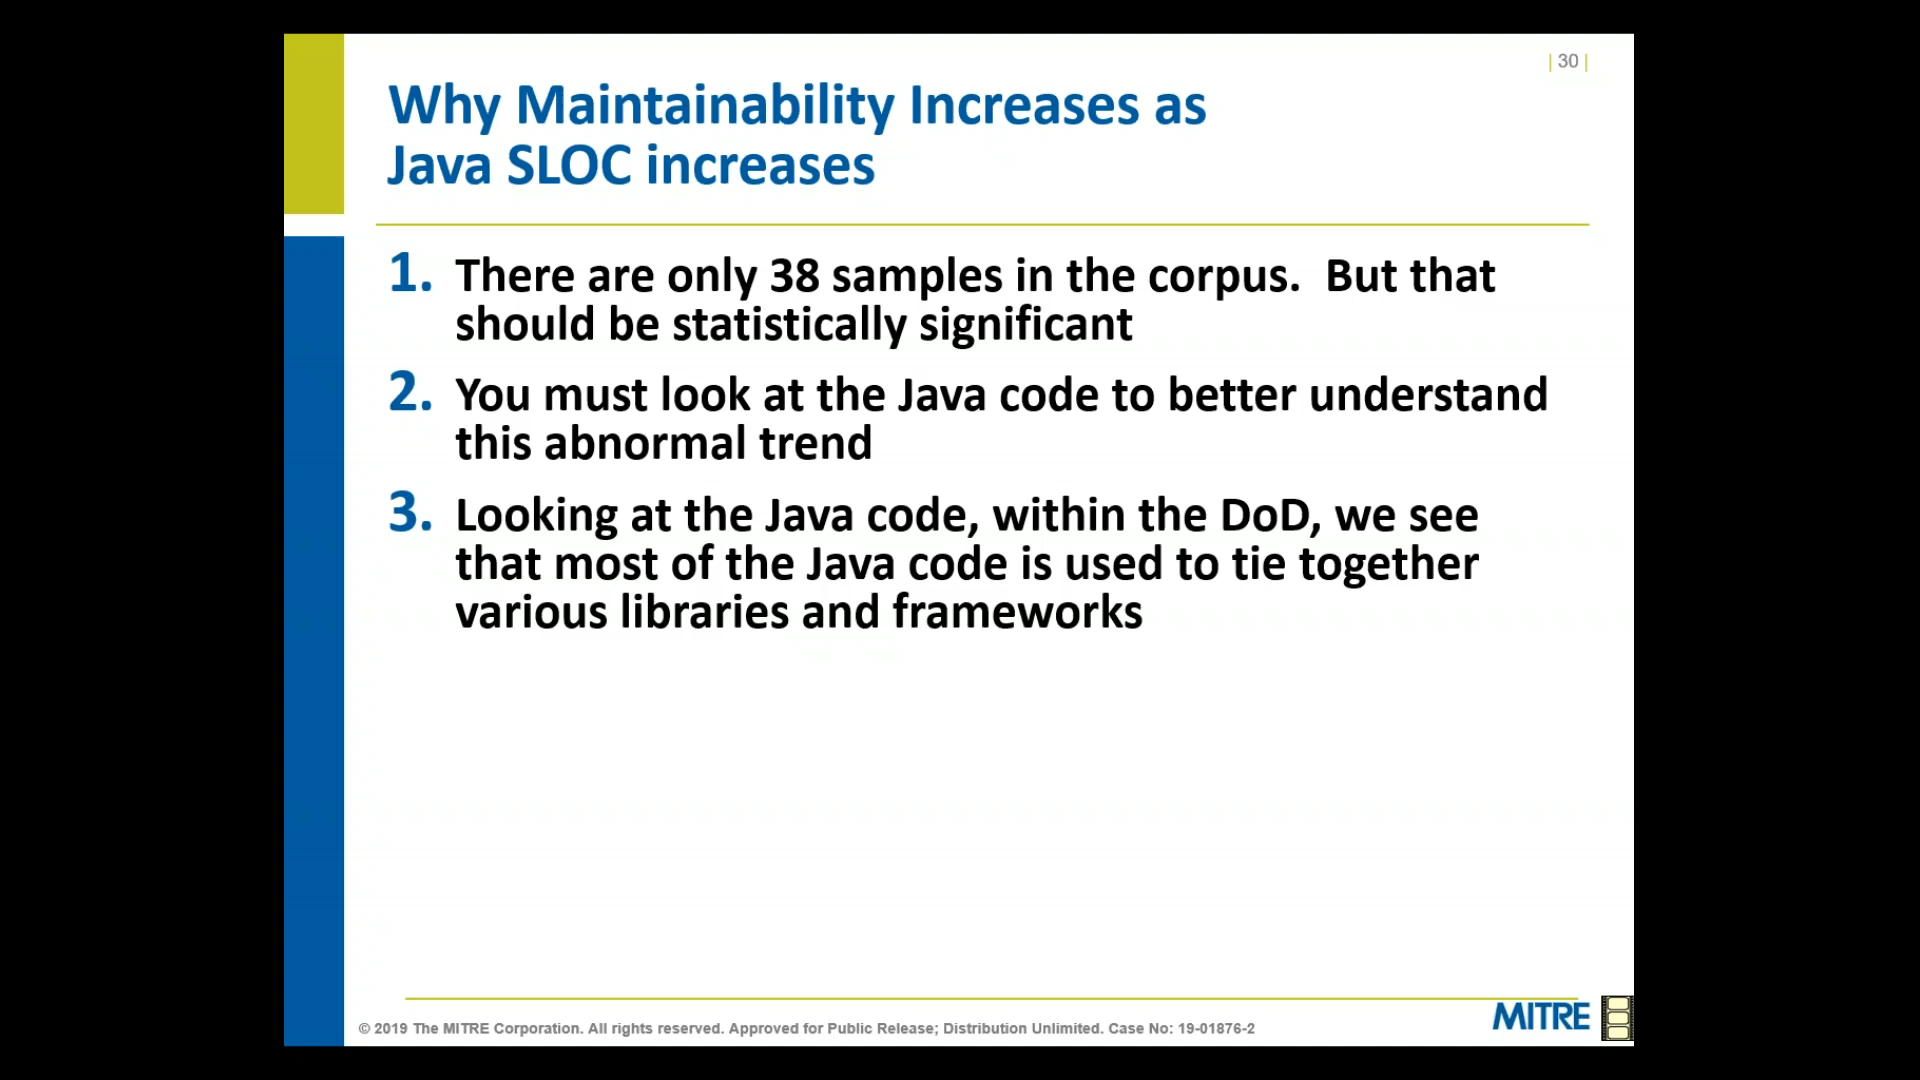 | 30 |
Why Maintainability Increases as
Java SLOC increases
1. There are only 38 samples in the corpus.  But that
should be statistically significant
2. You must look at the Java code to better understand
this abnormal trend
3. Looking at the Java code, within the DoD, we see
that most of the Java code is used to tie together
various libraries and frameworks
MITRE
© 2019 The MITRE Corporation. All rights reserved. Approved for Public Release; Distribution Unlimited. Case No: 19-01876-2